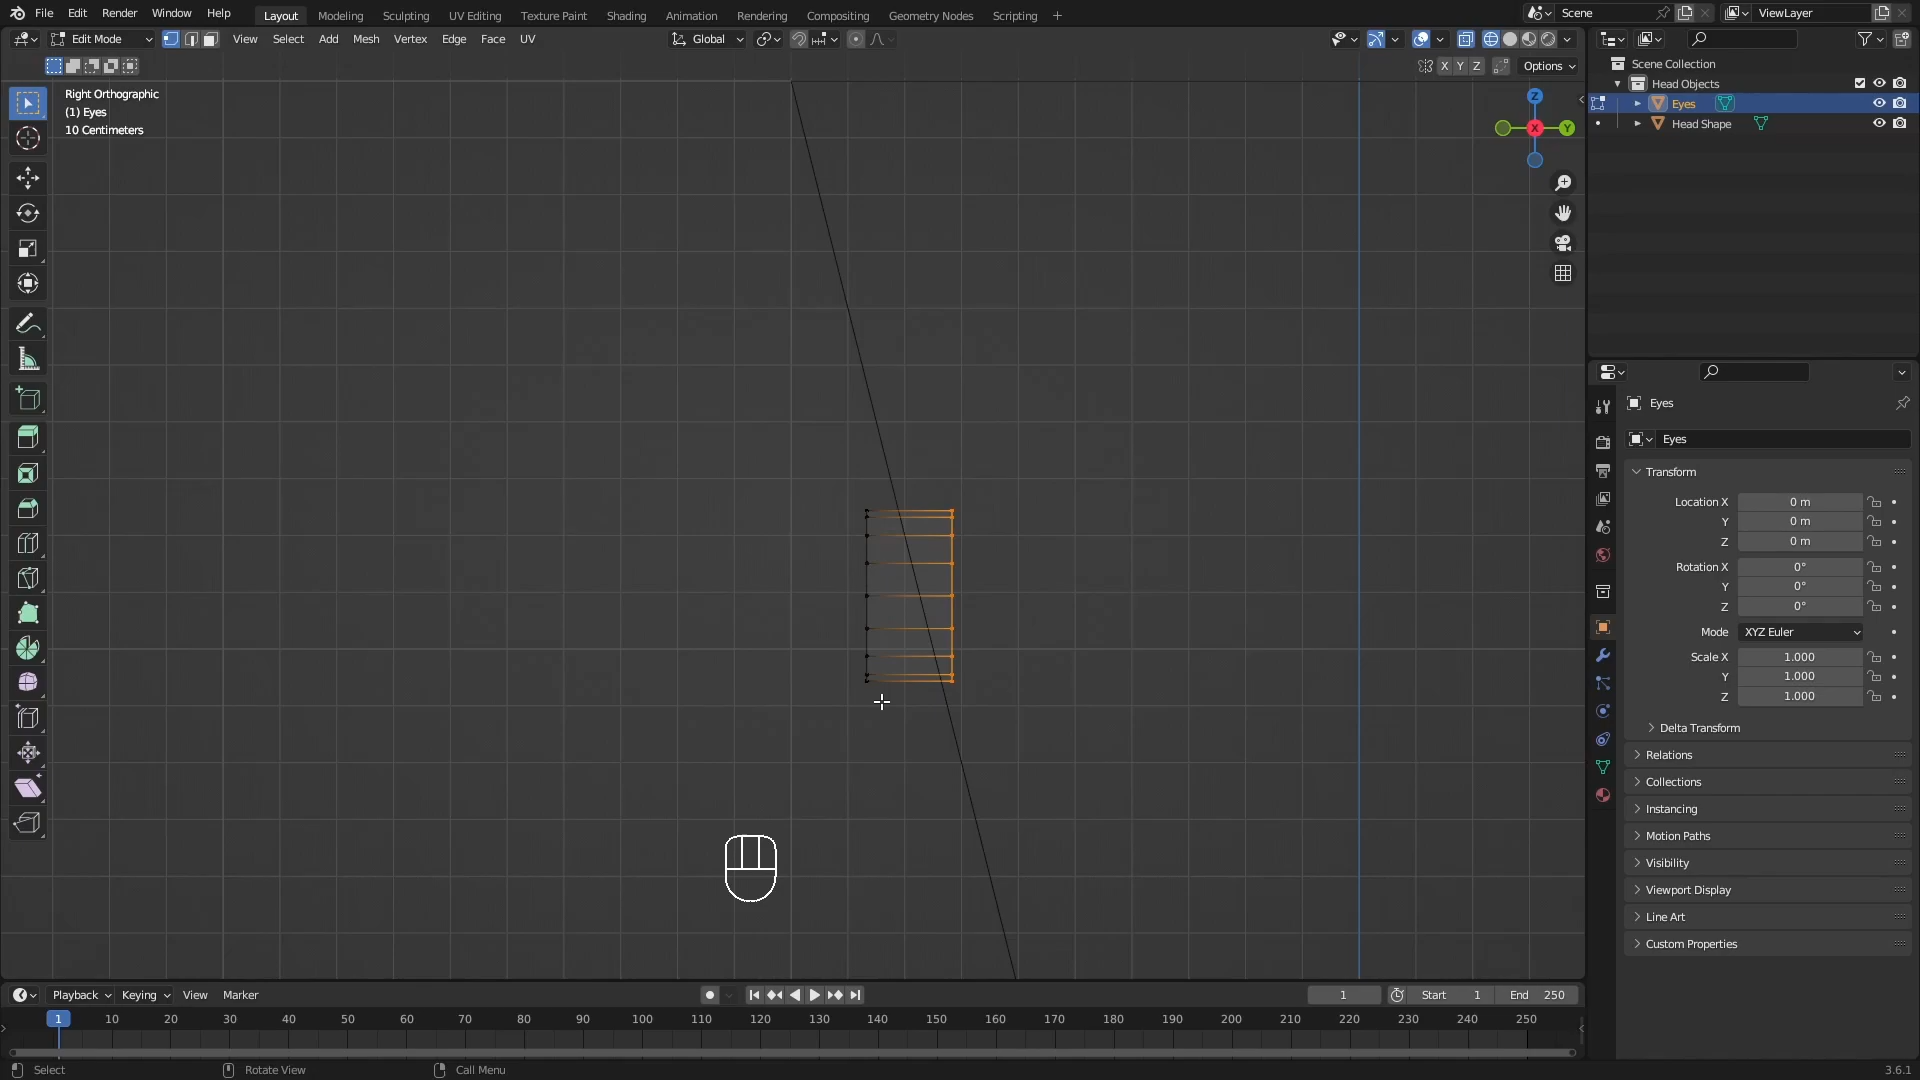 File Edit Render Window Help Layout Modeling Sculpting UV Editing Texture Paint Shading Animation Rendering Compositing Geometry Nodes Scripting + Scene ViewLayer
Edit Mode View Select Add Mesh Vertex Edge Face UV Global
X Y Z Options
Right Orthographic
(1) Eyes
10 Centimeters
Z
X
Y
Scene Collection
Head Objects
Eyes
Head Shape
Eyes
Eyes
Transform
Location X 0 m
Y 0 m
Z 0 m
Rotation X 0°
Y 0°
Z 0°
Mode XYZ Euler
Scale X 1.000
Y 1.000
Z 1.000
Delta Transform
Relations
Collections
Instancing
Motion Paths
Visibility
Viewport Display
Line Art
Custom Properties
Playback Keying View Marker 1 Start 1 End 250
1 10 20 30 40 50 60 70 80 90 100 110 120 130 140 150 160 170 180 190 200 210 220 230 240 250
Select Rotate View Call Menu 3.6.1